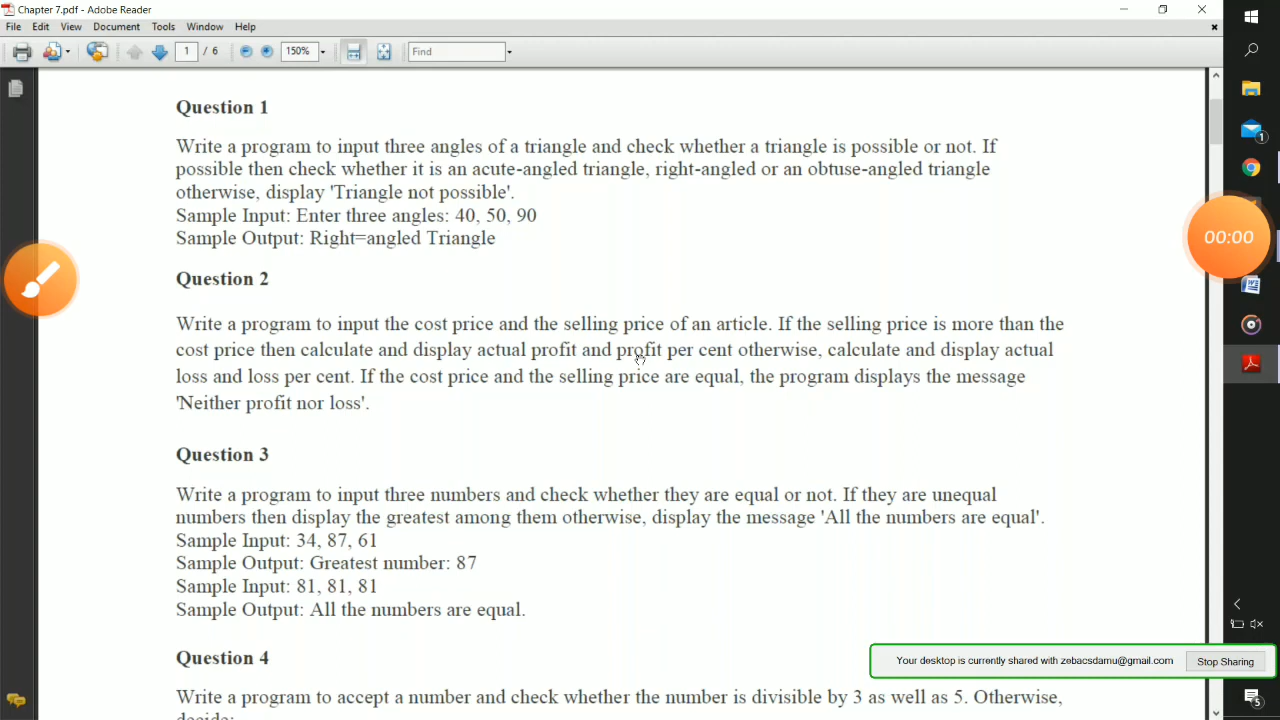 Chapter 7.pdf - Adobe Reader
File Edit View Document Tools Window Help
1 / 6 150% Find
Question 1
Write a program to input three angles of a triangle and check whether a triangle is possible or not. If
possible then check whether it is an acute-angled triangle, right-angled or an obtuse-angled triangle
otherwise, display 'Triangle not possible'.
Sample Input: Enter three angles: 40, 50, 90
Sample Output: Right=angled Triangle
00:00
Question 2
Write a program to input the cost price and the selling price of an article. If the selling price is more than the
cost price then calculate and display actual profit and profit per cent otherwise, calculate and display actual
loss and loss per cent. If the cost price and the selling price are equal, the program displays the message
'Neither profit nor loss'.
Question 3
Write a program to input three numbers and check whether they are equal or not. If they are unequal
numbers then display the greatest among them otherwise, display the message 'All the numbers are equal'.
Sample Input: 34, 87, 61
Sample Output: Greatest number: 87
Sample Input: 81, 81, 81
Sample Output: All the numbers are equal.
Question 4
Your desktop is currently shared with zebacsdamu@gmail.com Stop Sharing
Write a program to accept a number and check whether the number is divisible by 3 as well as 5. Otherwise,
decide:
1
5